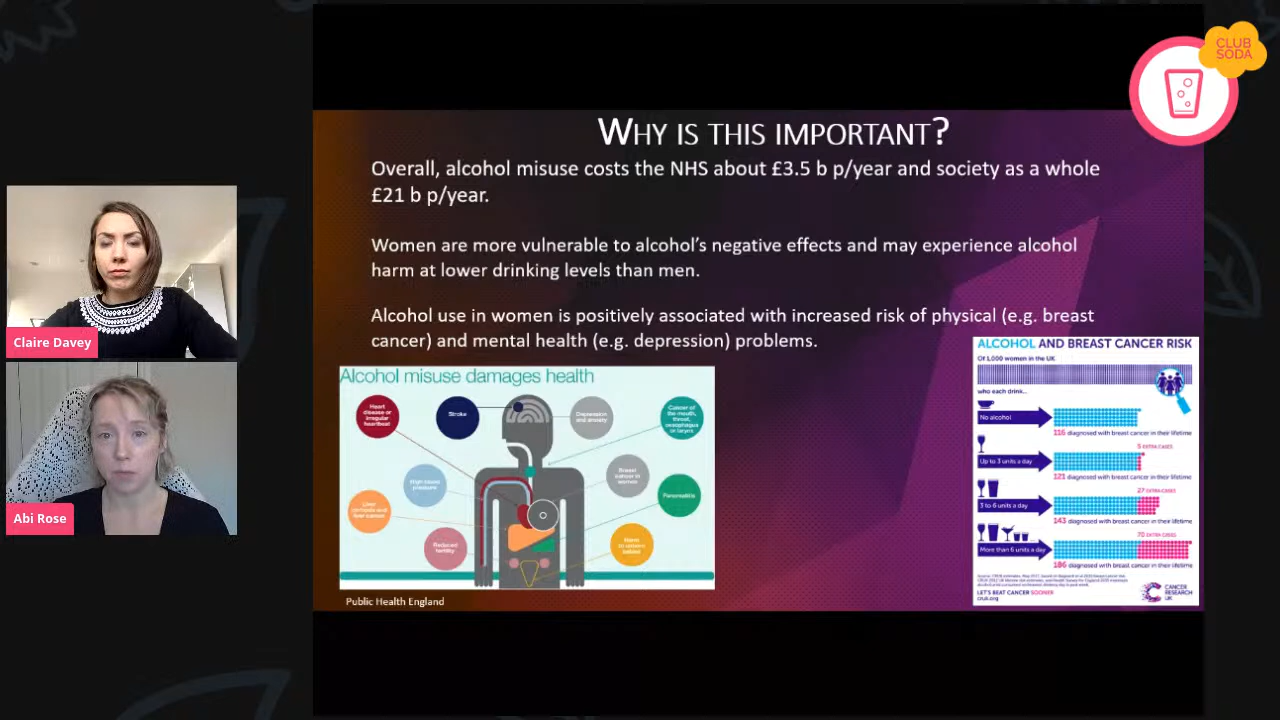 CLUB
SODA
WHY IS THIS IMPORTANT?
Overall, alcohol misuse costs the NHS about £3.5 b p/year and society as a whole
£21 b p/year.
Women are more vulnerable to alcohol's negative effects and may experience alcohol
harm at lower drinking levels than men.
Alcohol use in women is positively associated with increased risk of physical (e.g. breast
cancer) and mental health (e.g. depression) problems.
Claire Davey
Abi Rose
Alcohol misuse damages health
Heart
disease or
irregular
heartbeat
Stroke
Depression
and anxiety
Cancer of
the mouth,
throat,
oesophagus
or larynx
High blood
pressure
Breast
cancer in
women
Liver
cirrhosis and
liver cancer
Pancreatitis
Reduced
fertility
Harm
to unborn
babies
Public Health England
ALCOHOL AND BREAST CANCER RISK
Of 1,000 women in the UK
who each drink...
No alcohol
116 diagnosed with breast cancer in their lifetime
5 EXTRA CASES
Up to 3 units a day
121 diagnosed with breast cancer in their lifetime
27 EXTRA CASES
3 to 6 units a day
143 diagnosed with breast cancer in their lifetime
70 EXTRA CASES
More than 6 units a day
186 diagnosed with breast cancer in their lifetime
LET'S BEAT CANCER SOONER
cruk.org
CANCER
RESEARCH
UK